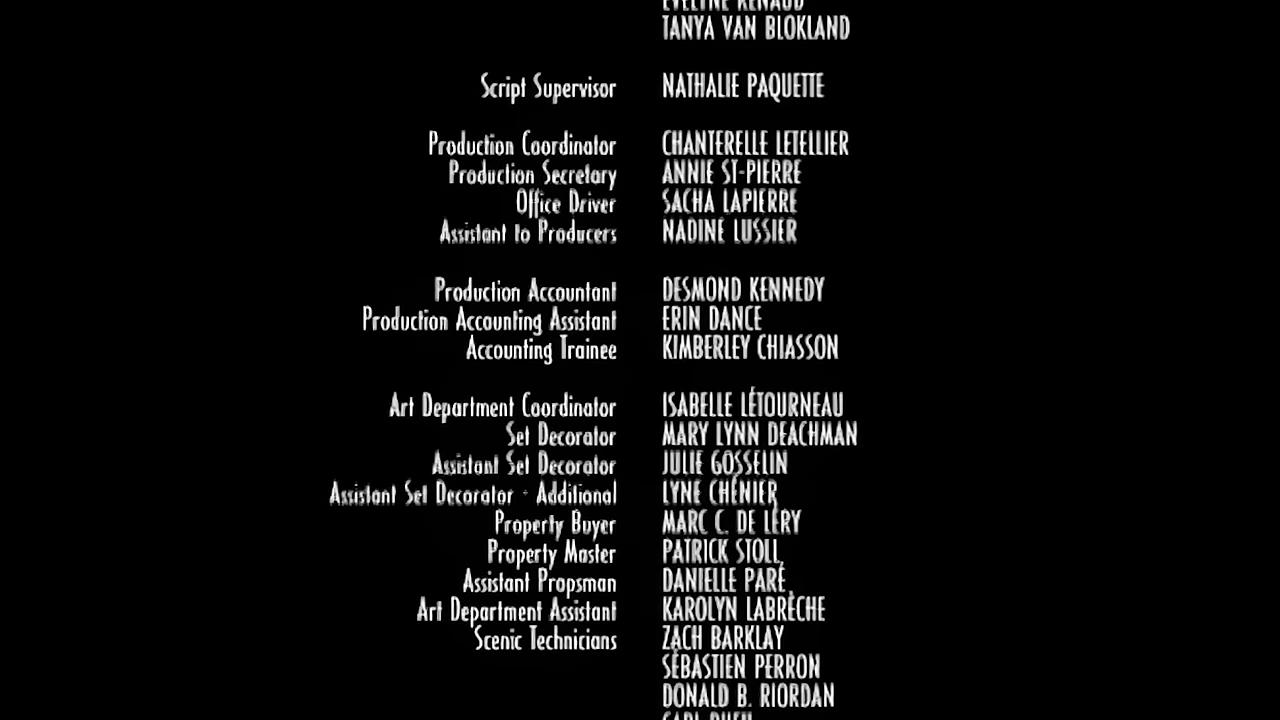 EVELYNE RENAUD
TANYA VAN BLOKLAND
Script Supervisor NATHALIE PAQUETTE
Production Coordinator CHANTERELLE LETELLIER
Production Secretary ANNIE ST-PIERRE
Office Driver SACHA LAPIERRE
Assistant to Producers NADINE LUSSIER
Production Accountant DESMOND KENNEDY
Production Accounting Assistant ERIN DANCE
Accounting Trainee KIMBERLEY CHIASSON
Art Department Coordinator ISABELLE LÉTOURNEAU
Set Decorator MARY LYNN DEACHMAN
Assistant Set Decorator JULIE GOSSELIN
Assistant Set Decorator - Additional LYNE CHÉNIER
Property Buyer MARC C. DE LÉRY
Property Master PATRICK STOLL
Assistant Propsman DANIELLE PARÉ
Art Department Assistant KAROLYN LABRÈCHE
Scenic Technicians ZACH BARKLAY
SÉBASTIEN PERRON
DONALD B. RIORDAN